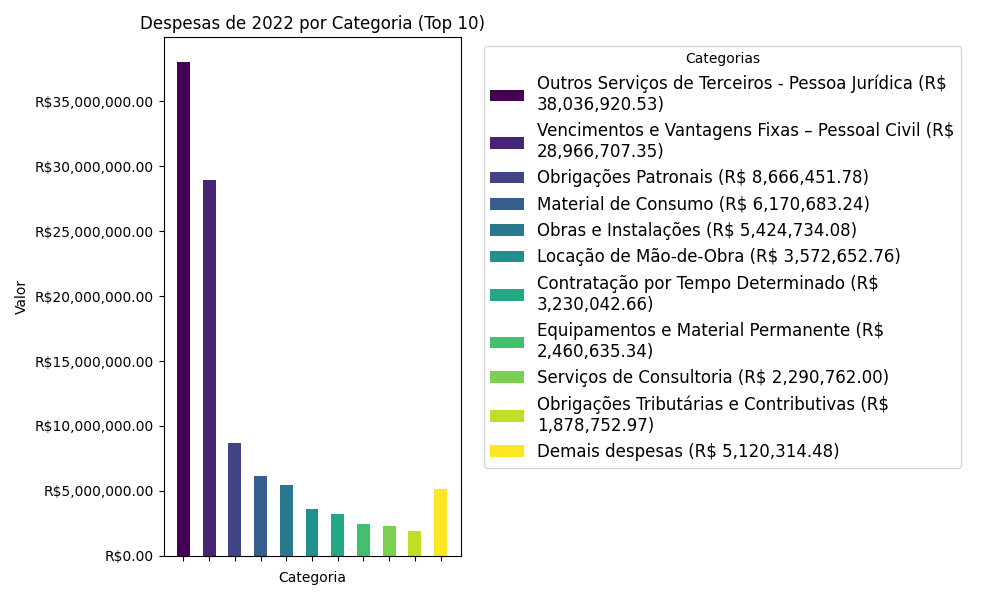 Despesas de 2022 por Categoria (Top 10)
Valor
R$35,000,000.00
R$30,000,000.00
R$25,000,000.00
R$20,000,000.00
R$15,000,000.00
R$10,000,000.00
R$5,000,000.00
R$0.00
Categoria
Categorias
Outros Serviços de Terceiros - Pessoa Jurídica (R$
38,036,920.53)
Vencimentos e Vantagens Fixas – Pessoal Civil (R$
28,966,707.35)
Obrigações Patronais (R$ 8,666,451.78)
Material de Consumo (R$ 6,170,683.24)
Obras e Instalações (R$ 5,424,734.08)
Locação de Mão-de-Obra (R$ 3,572,652.76)
Contratação por Tempo Determinado (R$
3,230,042.66)
Equipamentos e Material Permanente (R$
2,460,635.34)
Serviços de Consultoria (R$ 2,290,762.00)
Obrigações Tributárias e Contributivas (R$
1,878,752.97)
Demais despesas (R$ 5,120,314.48)